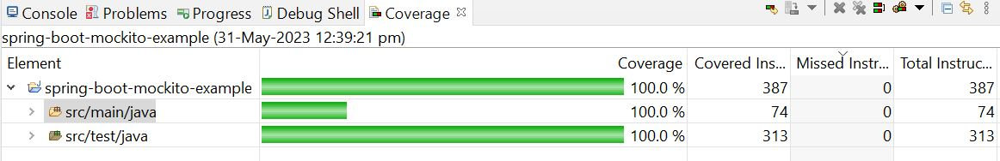 Console Problems Progress Debug Shell Coverage
spring-boot-mockito-example (31-May-2023 12:39:21 pm)
Element Coverage Covered Ins... Missed Instr... Total Instruc...
spring-boot-mockito-example 100.0 % 387 0 387
src/main/java 100.0 % 74 0 74
src/test/java 100.0 % 313 0 313